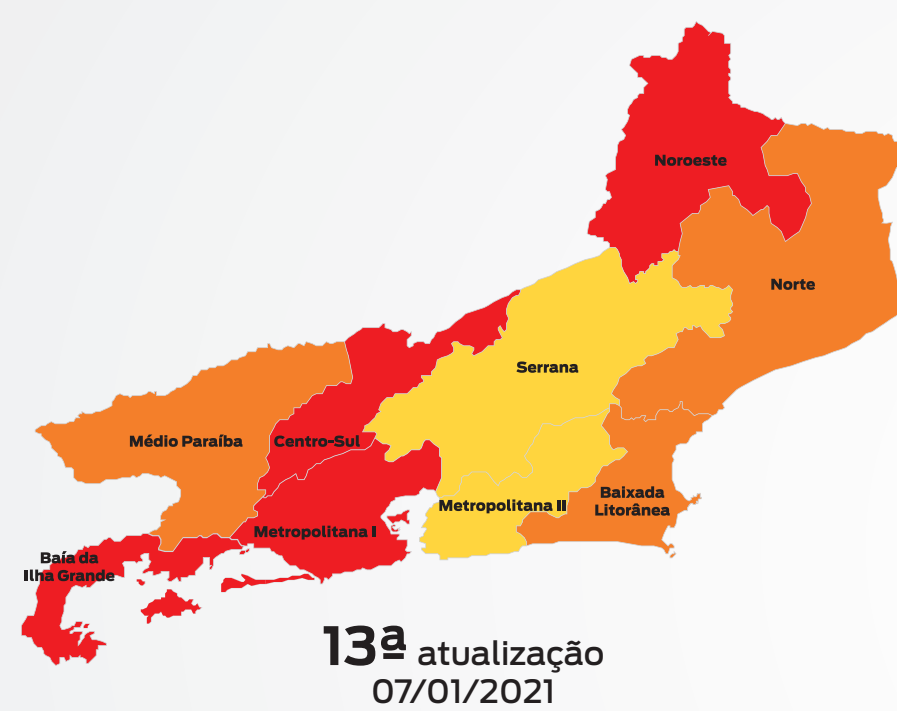 Noroeste
Norte
Serrana
Médio Paraíba
Centro-Sul
Metropolitana II
Baixada
Litorânea
Metropolitana I
Baía da
Ilha Grande
13ª atualização
07/01/2021